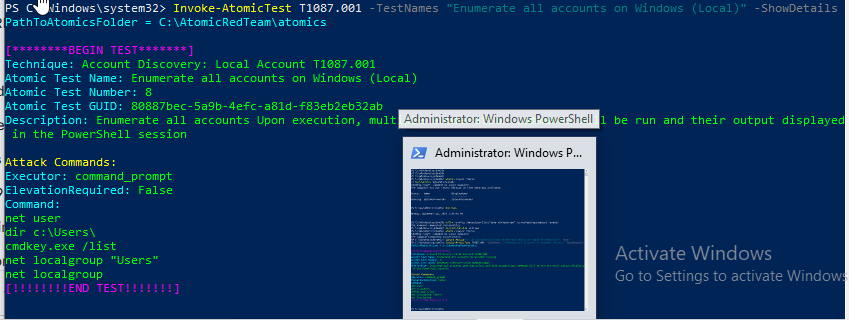 PS C:\Windows\system32> Invoke-AtomicTest T1087.001 -TestNames "Enumerate all accounts on Windows (Local)" -ShowDetails
PathToAtomicsFolder = C:\AtomicRedTeam\atomics
[********BEGIN TEST*******]
Technique: Account Discovery: Local Account T1087.001
Atomic Test Name: Enumerate all accounts on Windows (Local)
Atomic Test Number: 8
Atomic Test GUID: 80887bec-5a9b-4efc-a81d-f83eb2eb32ab
Description: Enumerate all accounts Upon execution, mult
l be run and their output displayed
in the PowerShell session
Administrator: Windows PowerShell
Administrator: Windows P...
Attack Commands:
Executor: command_prompt
ElevationRequired: False
Command:
net user
dir c:\Users\
cmdkey.exe /list
net localgroup "Users"
net localgroup
[!!!!!!!!END TEST!!!!!!!]
Activate Windows
Go to Settings to activate Windows